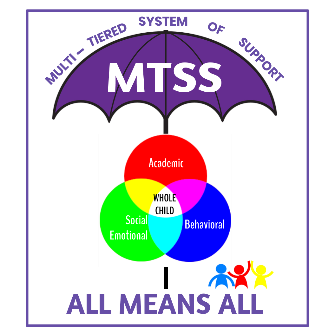 MULTI – TIERED SYSTEM OF SUPPORT
MTSS
Academic
WHOLE
CHILD
Social
Emotional
Behavioral
ALL MEANS ALL